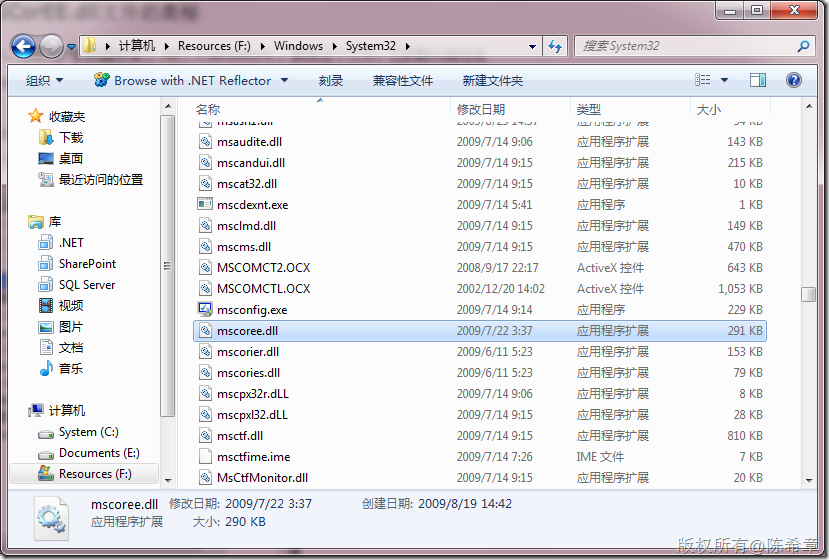 CorEE.dll文件的奥秘
计算机 Resources (F:) Windows System32
搜索System32
组织 Browse with .NET Reflector 刻录 兼容性文件 新建文件夹
名称 修改日期 类型 大小
收藏夹
下载
桌面
最近访问的位置
库
.NET
SharePoint
SQL Server
视频
图片
文档
音乐
计算机
System (C:)
Documents (E:)
Resources (F:)
msaudite.dll 2009/7/14 9:06 应用程序扩展 143 KB
mscandui.dll 2009/7/14 9:15 应用程序扩展 215 KB
mscat32.dll 2009/7/14 9:15 应用程序扩展 10 KB
mscdexnt.exe 2009/7/14 5:41 应用程序 1 KB
msclmd.dll 2009/7/14 9:15 应用程序扩展 149 KB
mscms.dll 2009/7/14 9:15 应用程序扩展 470 KB
MSCOMCT2.OCX 2008/9/17 22:17 ActiveX 控件 643 KB
MSCOMCTL.OCX 2002/12/20 14:02 ActiveX 控件 1,053 KB
msconfig.exe 2009/7/14 9:14 应用程序 229 KB
mscoree.dll 2009/7/22 3:37 应用程序扩展 291 KB
mscorier.dll 2009/6/11 5:23 应用程序扩展 153 KB
mscories.dll 2009/6/11 5:23 应用程序扩展 79 KB
mscpx32r.dLL 2009/7/14 9:06 应用程序扩展 8 KB
mscpxl32.dLL 2009/7/14 9:15 应用程序扩展 28 KB
msctf.dll 2009/7/14 9:15 应用程序扩展 810 KB
msctfime.ime 2009/7/14 7:26 IME 文件 7 KB
MsCtfMonitor.dll 2009/7/14 9:15 应用程序扩展 20 KB
mscoree.dll 修改日期: 2009/7/22 3:37 创建日期: 2009/8/19 14:42
应用程序扩展 大小: 290 KB
版权所有@陈希章